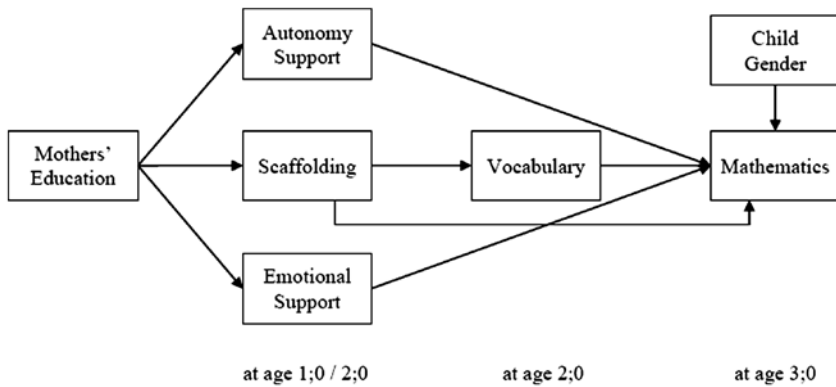 Autonomy
Support
Child
Gender
Mothers’
Education
Scaffolding
Vocabulary
Mathematics
Emotional
Support
at age 1;0 / 2;0
at age 2;0
at age 3;0